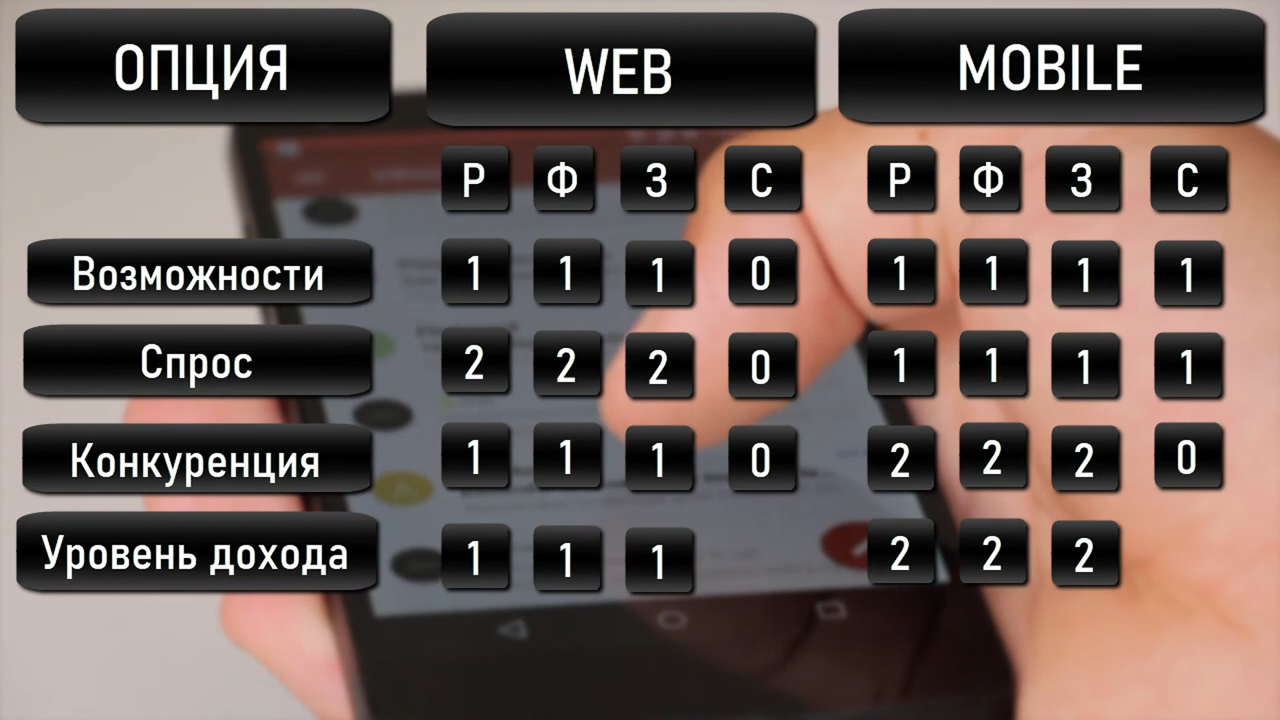 ОПЦИЯ WEB MOBILE
Р Ф З С Р Ф З С
Возможности 1 1 1 0 1 1 1 1
Спрос 2 2 2 0 1 1 1 1
Конкуренция 1 1 1 0 2 2 2 0
Уровень дохода 1 1 1 2 2 2